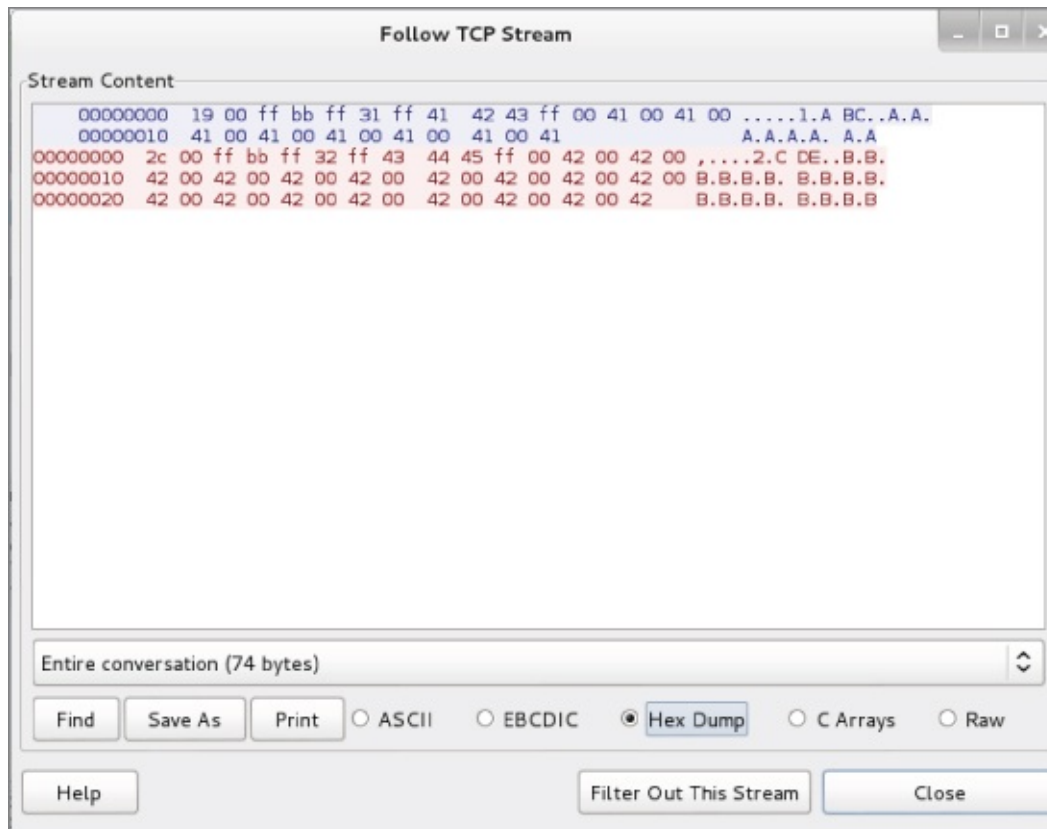 Follow TCP Stream
Stream Content
00000000 19 00 ff bb ff 31 ff 41 42 43 ff 00 41 00 41 00 .....1.A BC..A.A.
00000010 41 00 41 00 41 00 41 00 41 00 41 A.A.A.A. A.A
00000000 2c 00 ff bb ff 32 ff 43 44 45 ff 00 42 00 42 00 ,....2.C DE..B.B.
00000010 42 00 42 00 42 00 42 00 42 00 42 00 42 00 42 00 B.B.B.B. B.B.B.B.
00000020 42 00 42 00 42 00 42 00 42 00 42 00 42 00 42 B.B.B.B. B.B.B.B
Entire conversation (74 bytes)
Find Save As Print ASCII EBCDIC Hex Dump C Arrays Raw
Help Filter Out This Stream Close